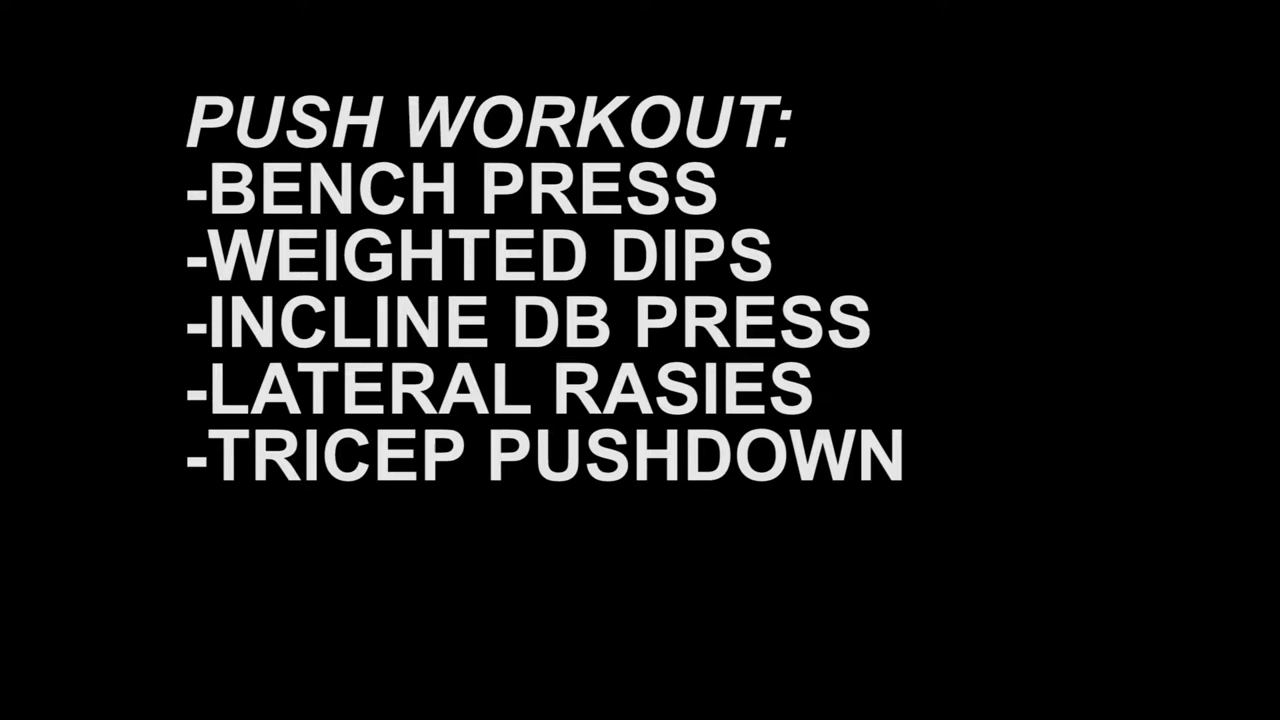 PUSH WORKOUT:
-BENCH PRESS
-WEIGHTED DIPS
-INCLINE DB PRESS
-LATERAL RASIES
-TRICEP PUSHDOWN